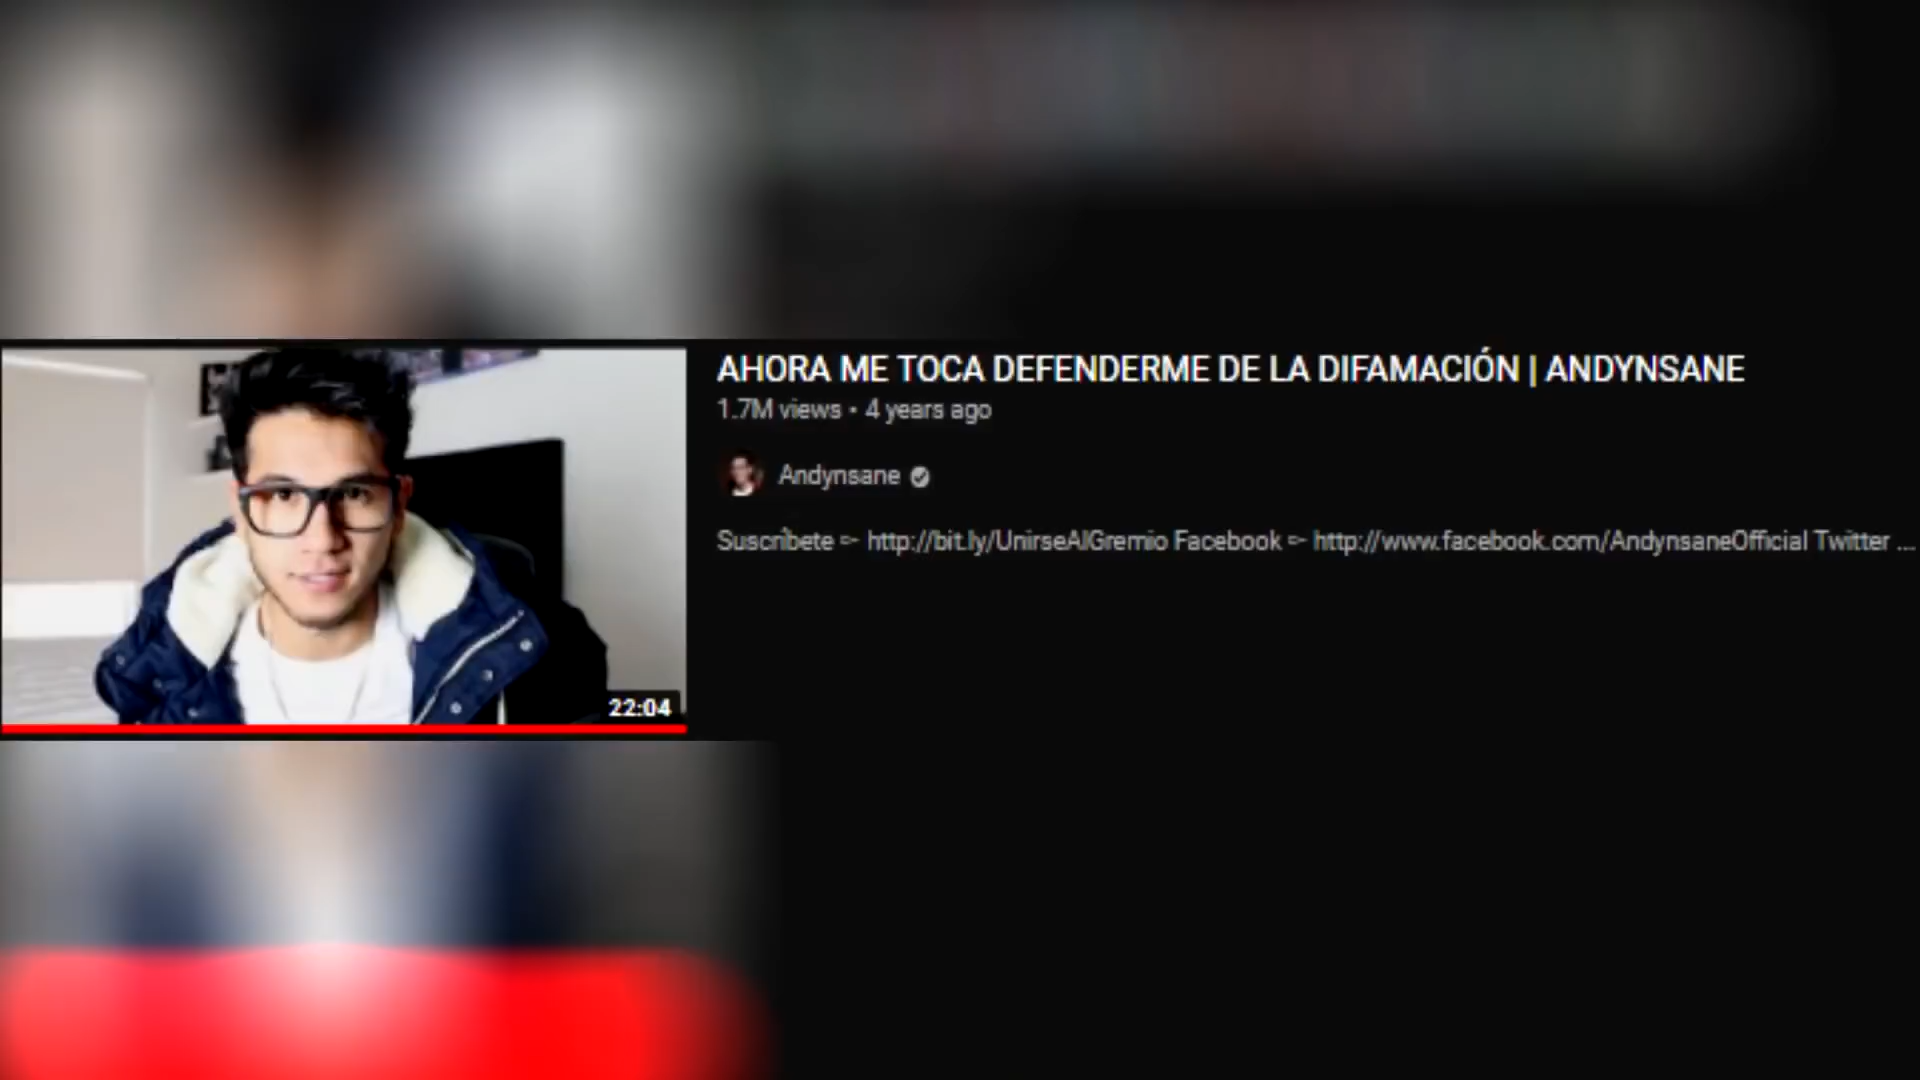 AHORA ME TOCA DEFENDERME DE LA DIFAMACIÓN | ANDYNSANE
1.7M views • 4 years ago
Andynsane
Suscríbete ➛ http://bit.ly/UnirseAlGremio Facebook ➛ http://www.facebook.com/AndynsaneOfficial Twitter ...
22:04